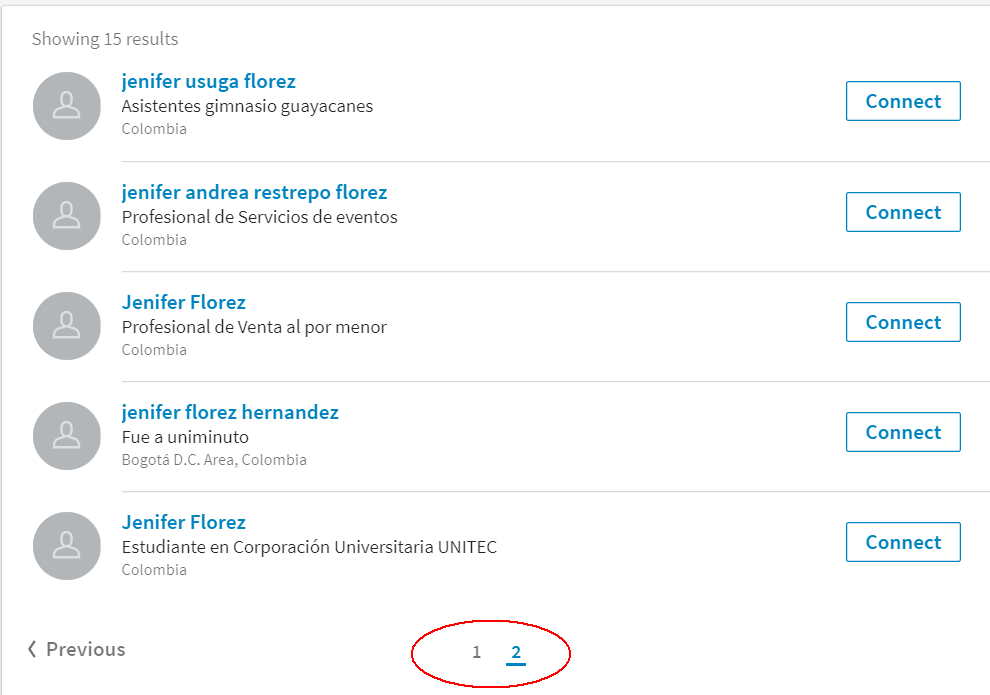 Showing 15 results
jenifer usuga florez
Asistentes gimnasio guayacanes
Connect
Colombia
jenifer andrea restrepo florez
Profesional de Servicios de eventos
Connect
Colombia
Jenifer Florez
Profesional de Venta al por menor
Connect
Colombia
jenifer florez hernandez
Fue a uniminuto
Connect
Bogotá D.C. Area, Colombia
Jenifer Florez
Estudiante en Corporación Universitaria UNITEC
Connect
Colombia
Previous 1 2